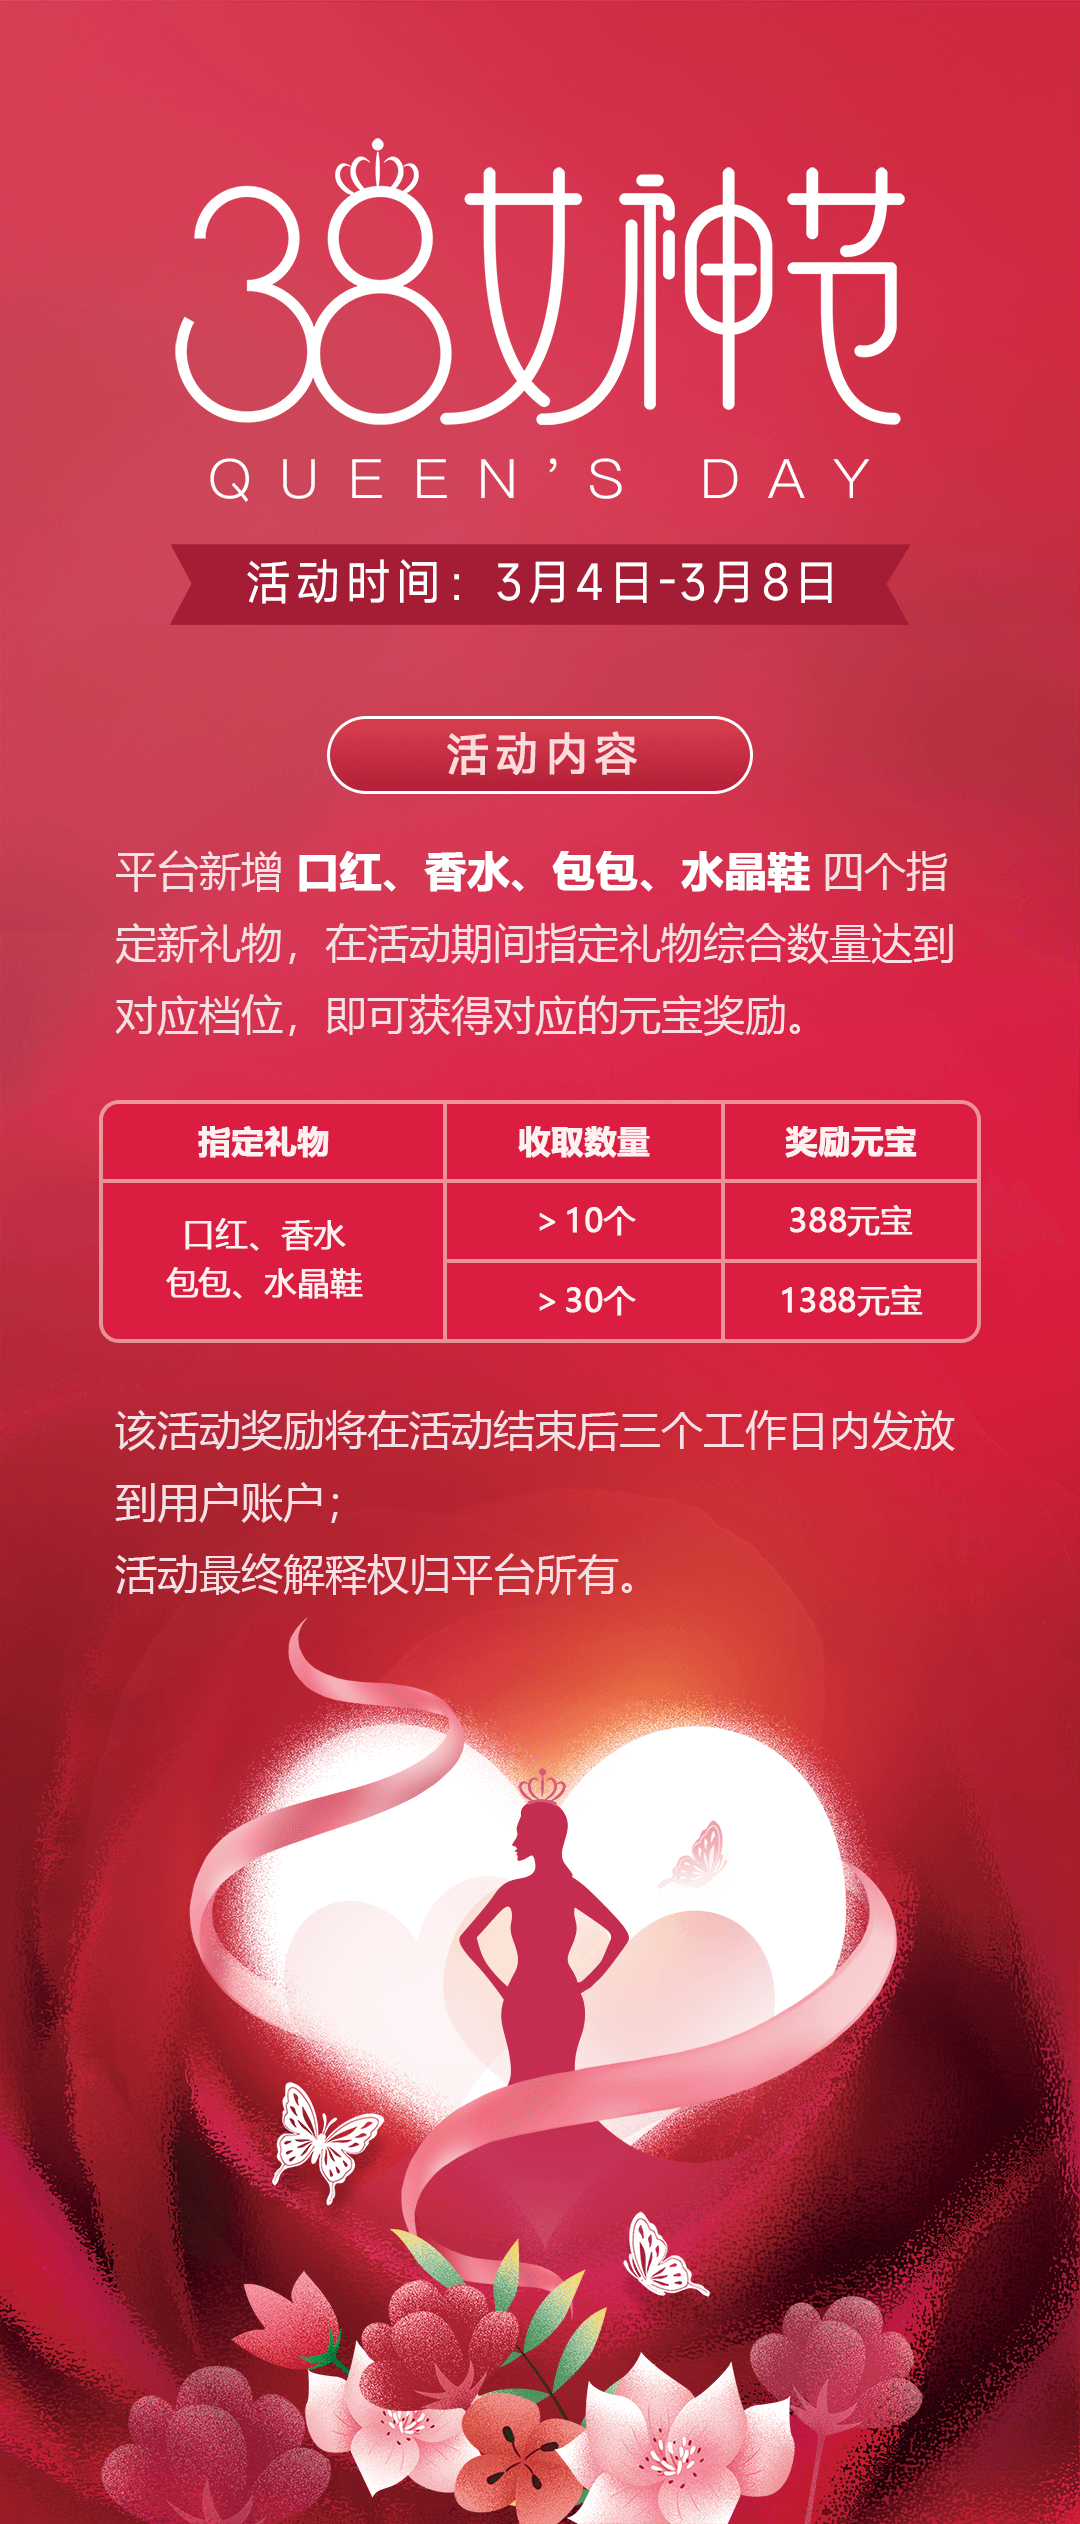 38女神节
QUEEN'S DAY
活动时间：3月4日-3月8日
活动内容
平台新增 口红、香水、包包、水晶鞋 四个指
定新礼物，在活动期间指定礼物综合数量达到
对应档位，即可获得对应的元宝奖励。
指定礼物 收取数量 奖励元宝
口红、香水
包包、水晶鞋
＞10个 388元宝
＞30个 1388元宝
该活动奖励将在活动结束后三个工作日内发放
到用户账户；
活动最终解释权归平台所有。